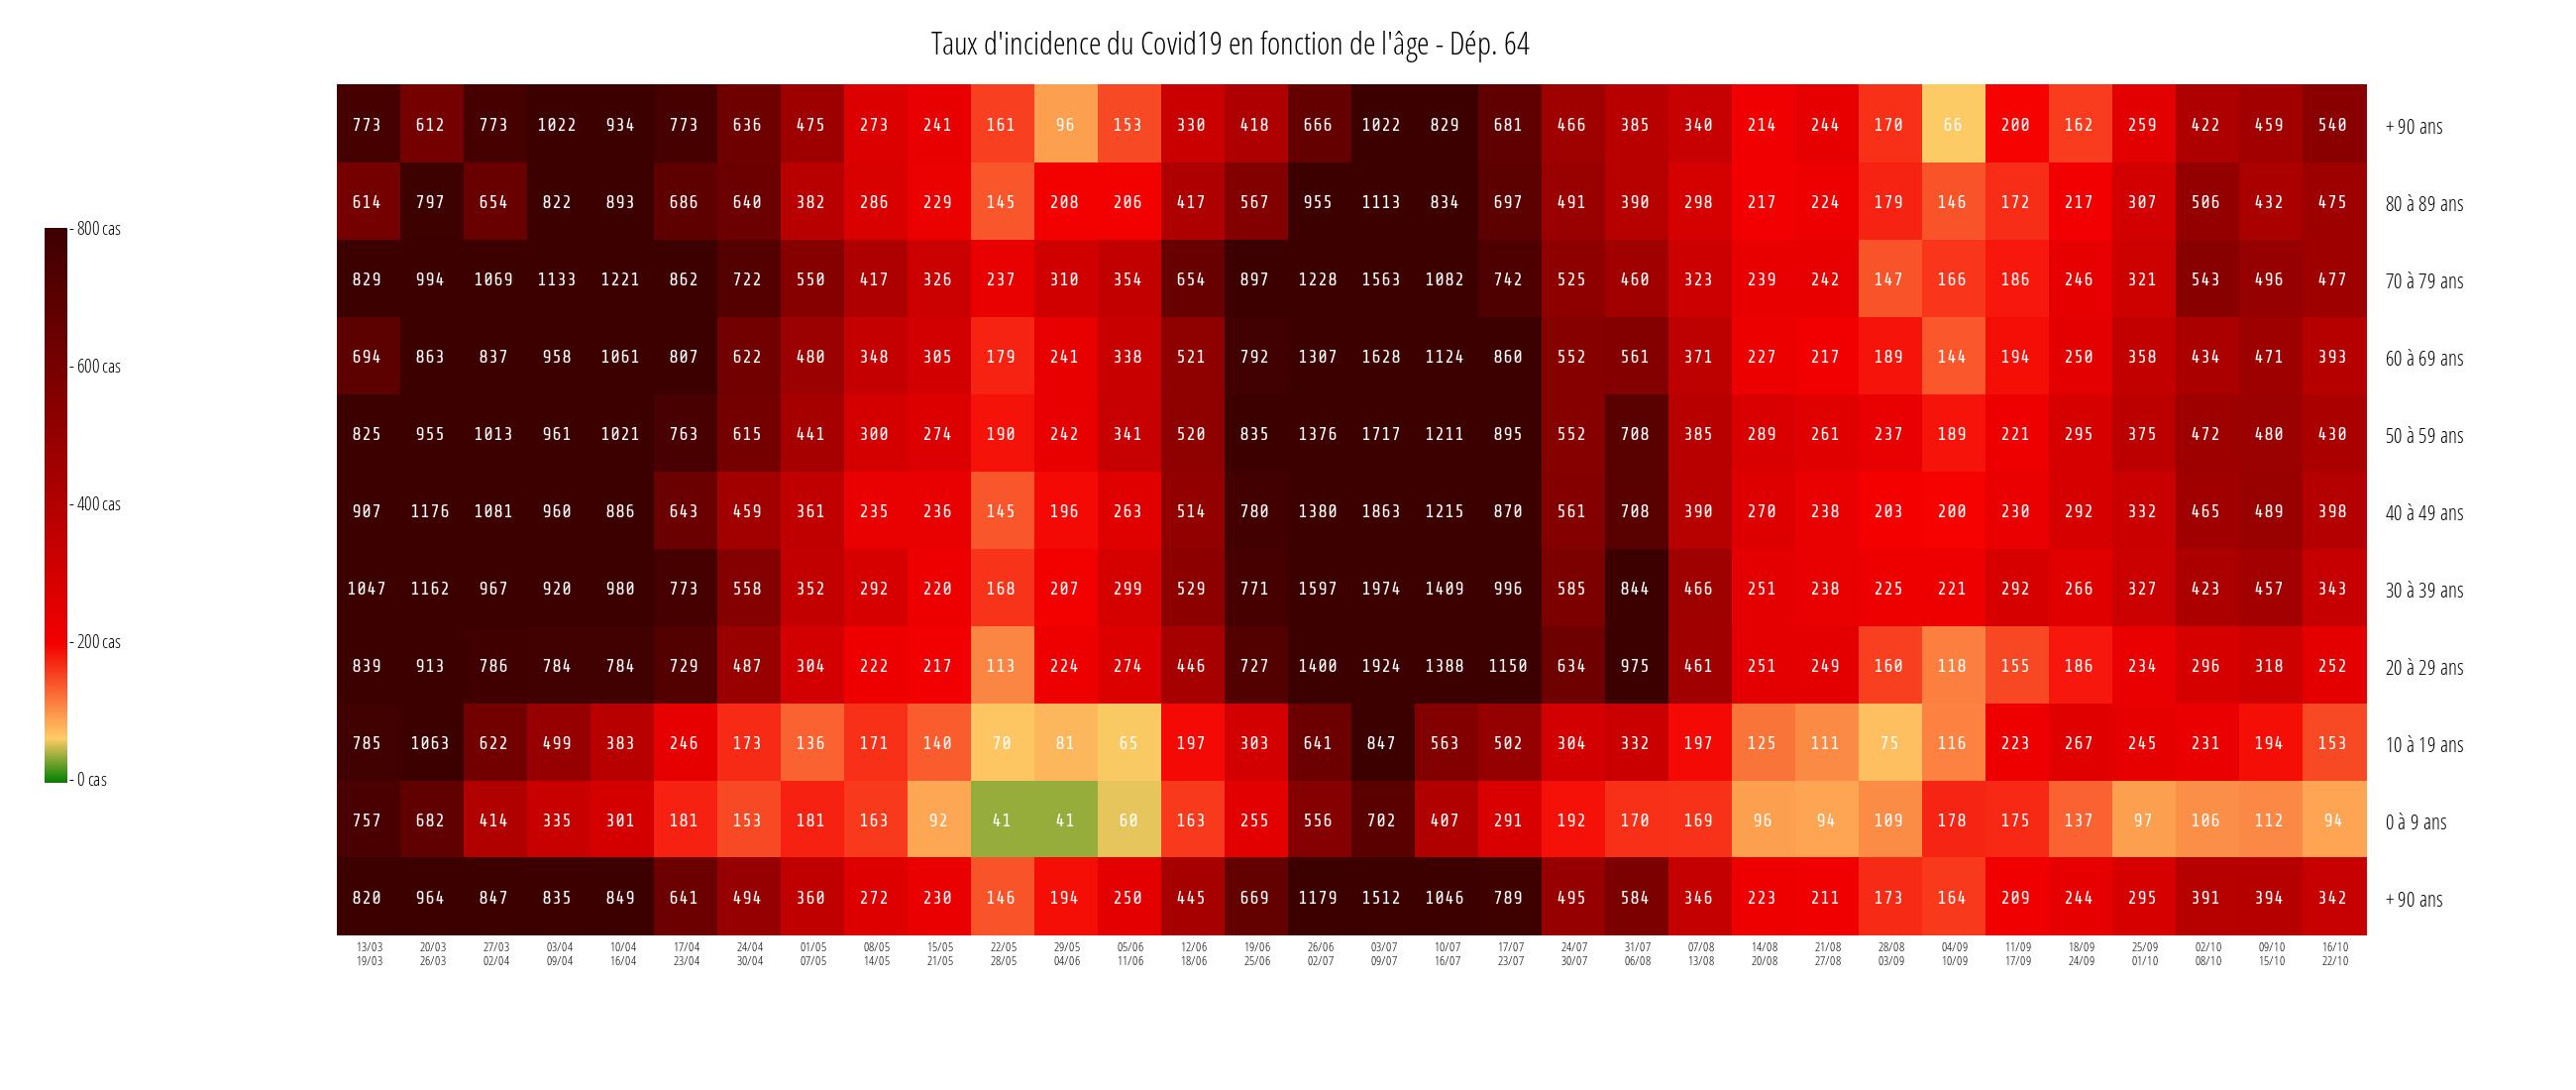 Taux d'incidence du Covid19 en fonction de l'âge - Dép. 64
773 612 773 1022 934 773 636 475 273 241 161 96 153 330 418 666 1022 829 681 466 385 340 214 244 170 66 200 162 259 422 459 540 + 90 ans
614 797 654 822 893 686 640 382 286 229 145 208 206 417 567 955 1113 834 697 491 390 298 217 224 179 146 172 217 307 506 432 475 80 à 89 ans
829 994 1069 1133 1221 862 722 550 417 326 237 310 354 654 897 1228 1563 1082 742 525 460 323 239 242 147 166 186 246 321 543 496 477 70 à 79 ans
694 863 837 958 1061 807 622 480 348 305 179 241 338 521 792 1307 1628 1124 860 552 561 371 227 217 189 144 194 250 358 434 471 393 60 à 69 ans
825 955 1013 961 1021 763 615 441 300 274 190 242 341 520 835 1376 1717 1211 895 552 708 385 289 261 237 189 221 295 375 472 480 430 50 à 59 ans
907 1176 1081 960 886 643 459 361 235 236 145 196 263 514 780 1380 1863 1215 870 561 708 390 270 238 203 200 230 292 332 465 489 398 40 à 49 ans
1047 1162 967 920 980 773 558 352 292 220 168 207 299 529 771 1597 1974 1409 996 585 844 466 251 238 225 221 292 266 327 423 457 343 30 à 39 ans
839 913 786 784 784 729 487 304 222 217 113 224 274 446 727 1400 1924 1388 1150 634 975 461 251 249 160 118 155 186 234 296 318 252 20 à 29 ans
785 1063 622 499 383 246 173 136 171 140 70 81 65 197 303 641 847 563 502 304 332 197 125 111 75 116 223 267 245 231 194 153 10 à 19 ans
757 682 414 335 301 181 153 181 163 92 41 41 60 163 255 556 702 407 291 192 170 169 96 94 109 178 175 137 97 106 112 94 0 à 9 ans
820 964 847 835 849 641 494 360 272 230 146 194 250 445 669 1179 1512 1046 789 495 584 346 223 211 173 164 209 244 295 391 394 342 + 90 ans
13/03 20/03 27/03 03/04 10/04 17/04 24/04 01/05 08/05 15/05 22/05 29/05 05/06 12/06 19/06 26/06 03/07 10/07 17/07 24/07 31/07 07/08 14/08 21/08 28/08 04/09 11/09 18/09 25/09 02/10 09/10 16/10
19/03 26/03 02/04 09/04 16/04 23/04 30/04 07/05 14/05 21/05 28/05 04/06 11/06 18/06 25/06 02/07 09/07 16/07 23/07 30/07 06/08 13/08 20/08 27/08 03/09 10/09 17/09 24/09 01/10 08/10 15/10 22/10
- 800 cas
- 600 cas
- 400 cas
- 200 cas
- 0 cas